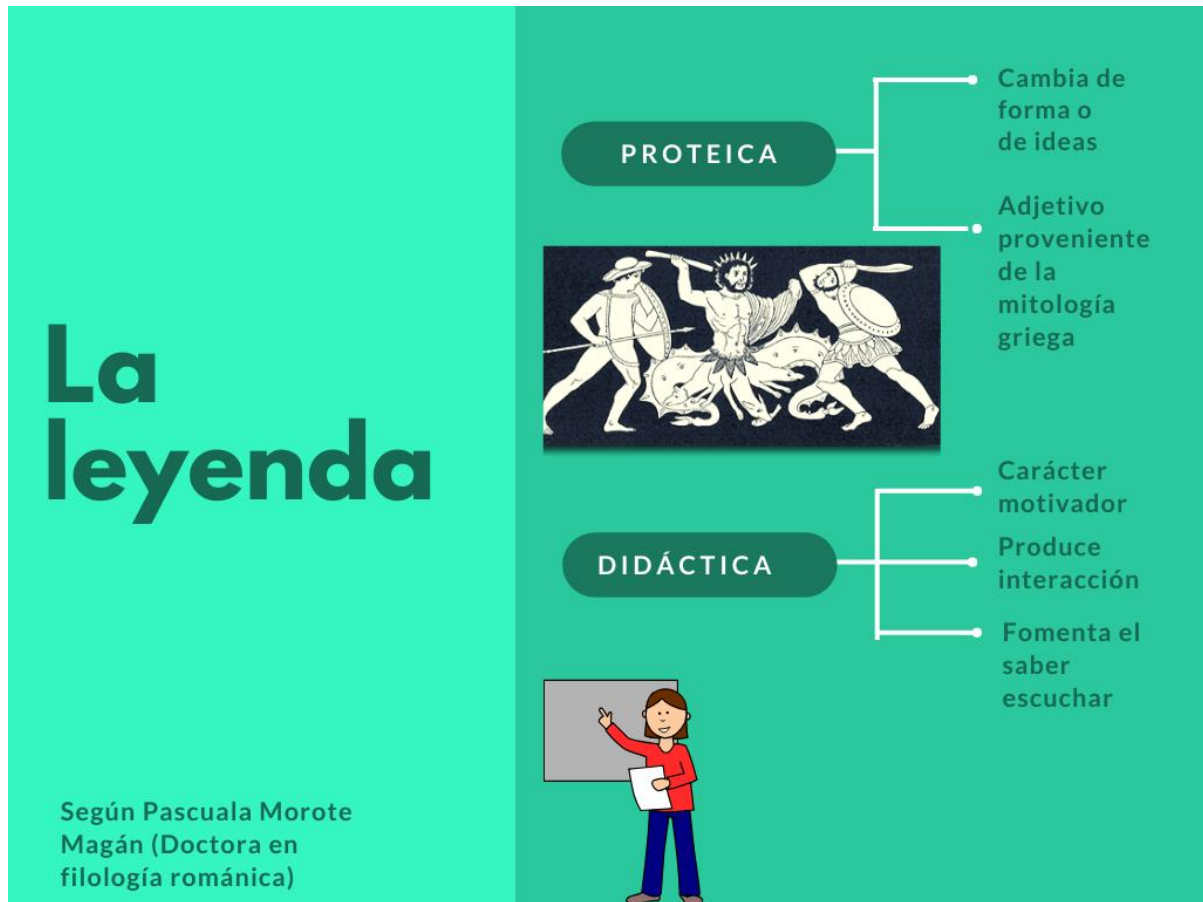 La
leyenda
Según Pascuala Morote
Magán (Doctora en
filología románica)
PROTEICA
Cambia de
forma o
de ideas
Adjetivo
proveniente
de la
mitología
griega
DIDÁCTICA
Carácter
motivador
Produce
interacción
Fomenta el
saber
escuchar